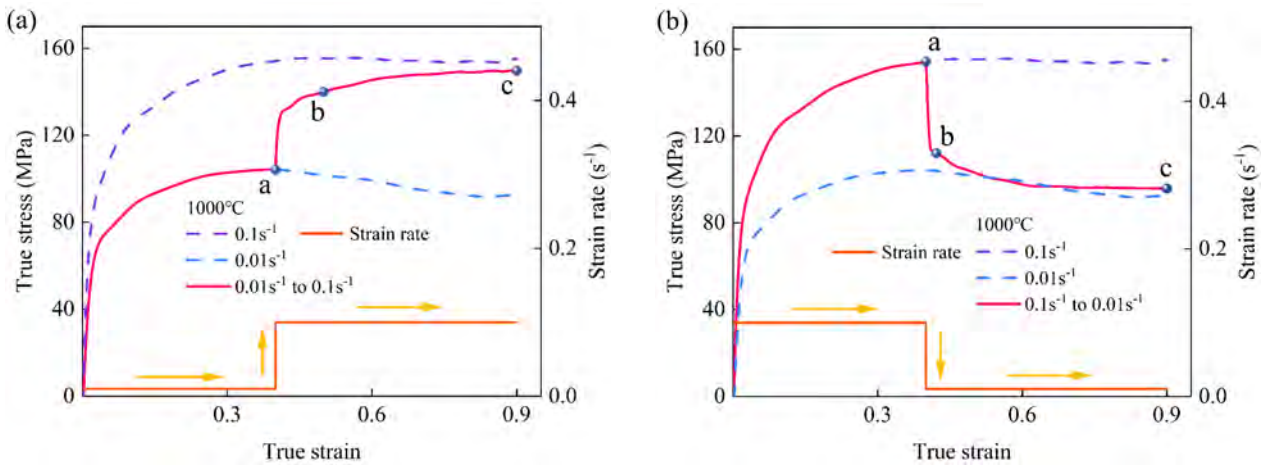 (a)
160
120
80
40
0
True stress (MPa)
0.3
0.6
0.9
True strain
0.4
0.2
0.0
Strain rate (s⁻¹)
a
b
c
1000°C
0.1s⁻¹
0.01s⁻¹
0.01s⁻¹ to 0.1s⁻¹
Strain rate
(b)
160
120
80
40
0
True stress (MPa)
0.3
0.6
0.9
True strain
0.4
0.2
0.0
Strain rate (s⁻¹)
a
b
c
Strain rate
1000°C
0.1s⁻¹
0.01s⁻¹
0.1s⁻¹ to 0.01s⁻¹